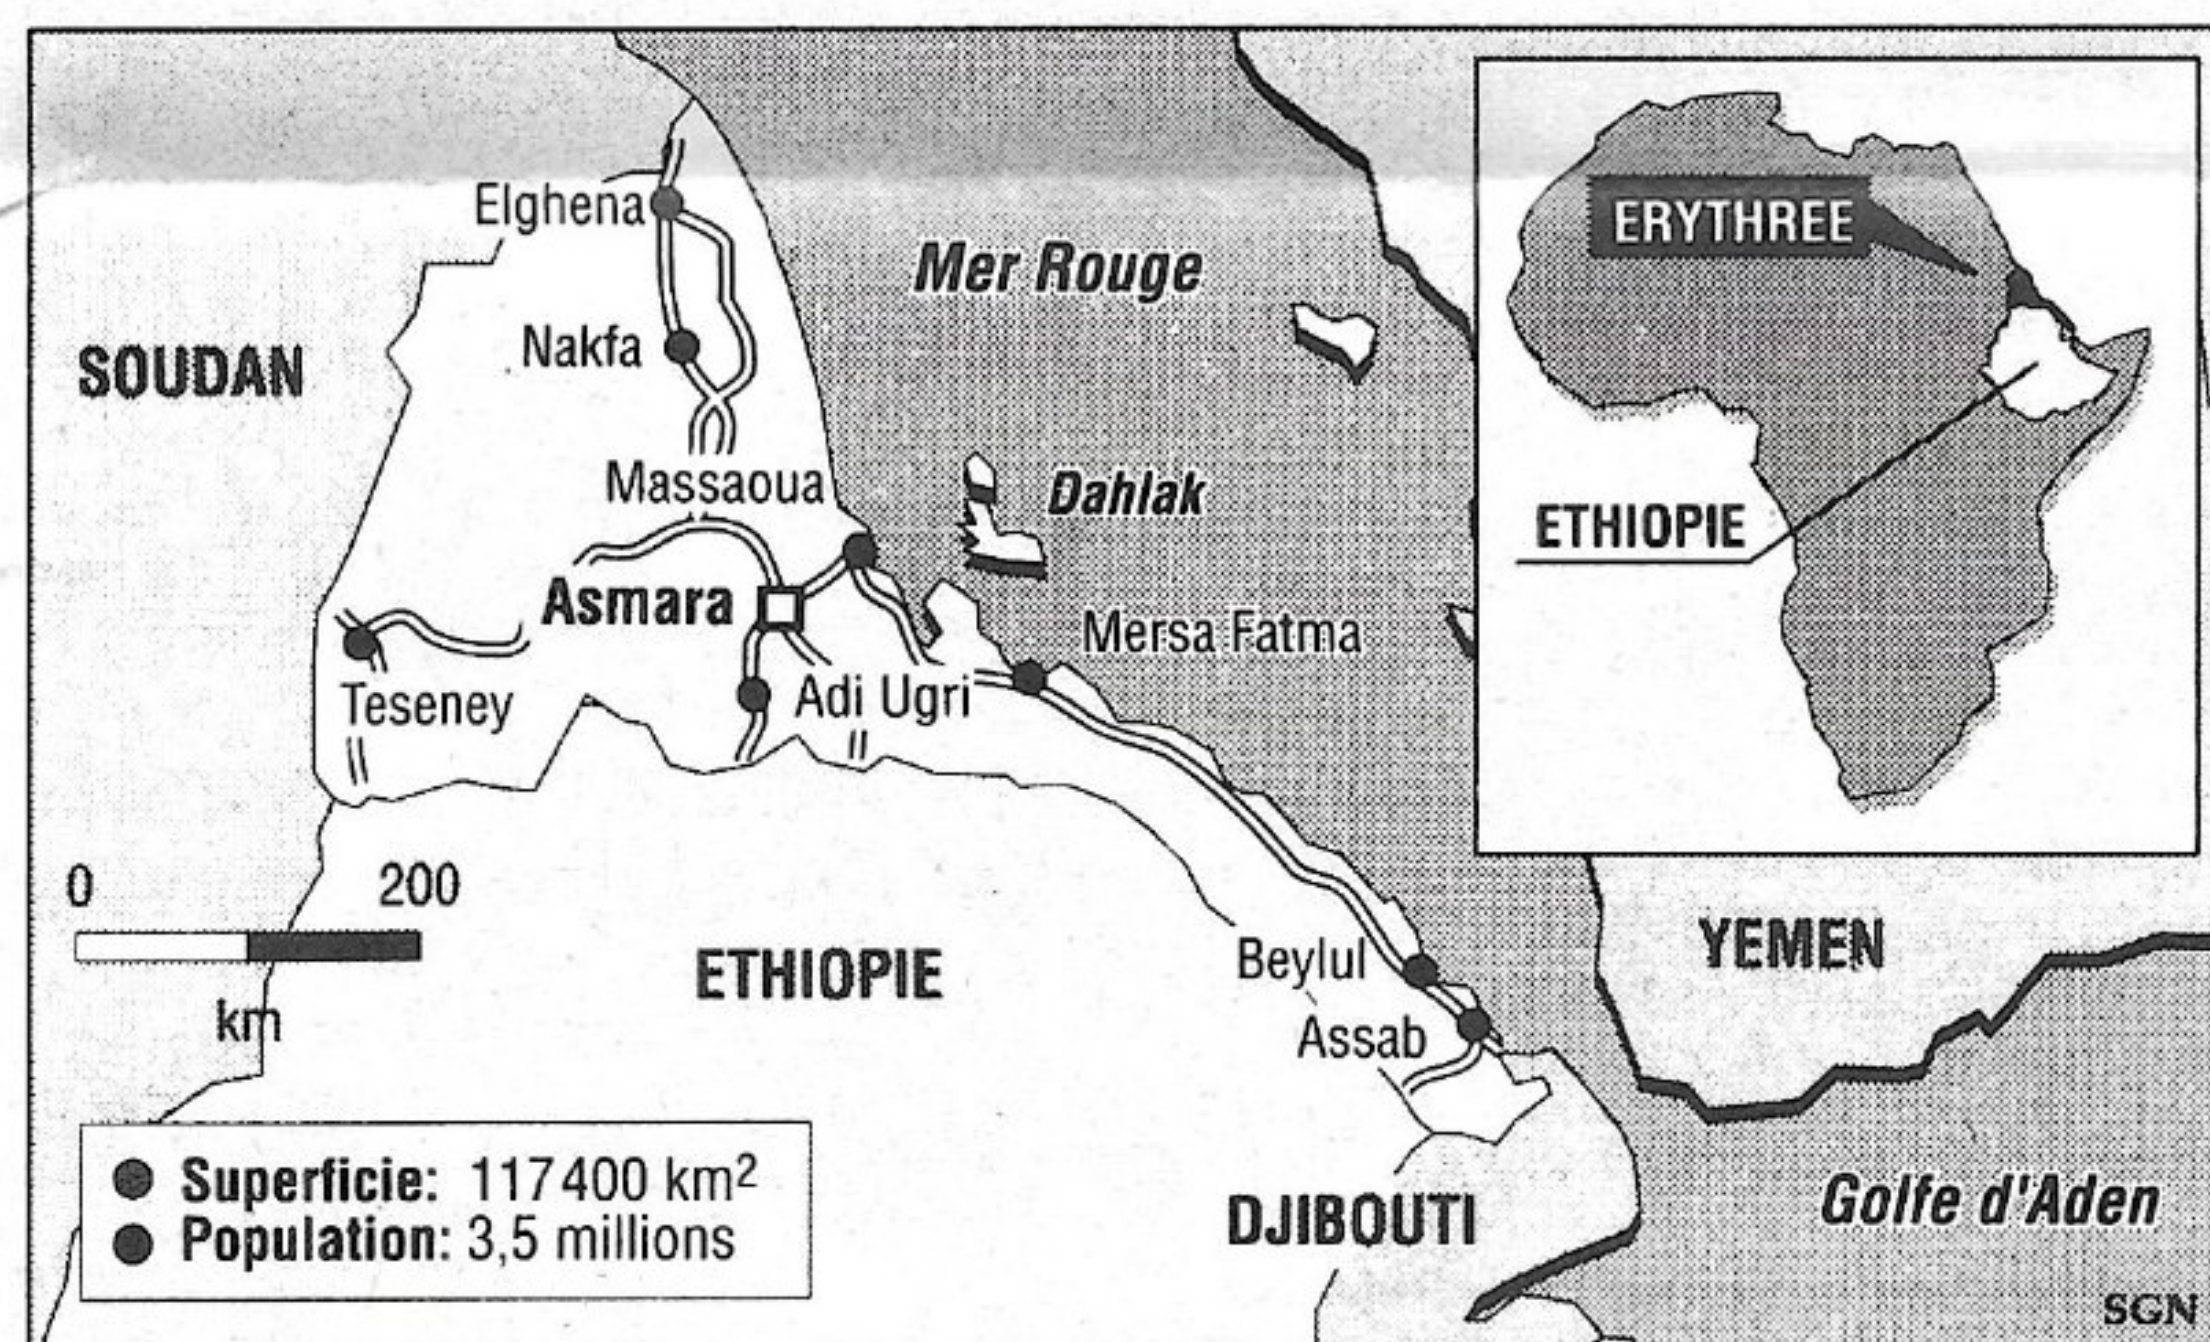 ERYTHREE
Elghena
Mer Rouge
Nakfa
SOUDAN
Massaoua
Dahlak
ETHIOPIE
Asmara
Mersa Fatma
Teseney
Adi Ugri
0 200
km
YEMEN
Beylul
ETHIOPIE
Assab
Superficie: 117400 km²
Population: 3,5 millions
DJIBOUTI
Golfe d'Aden
SGN